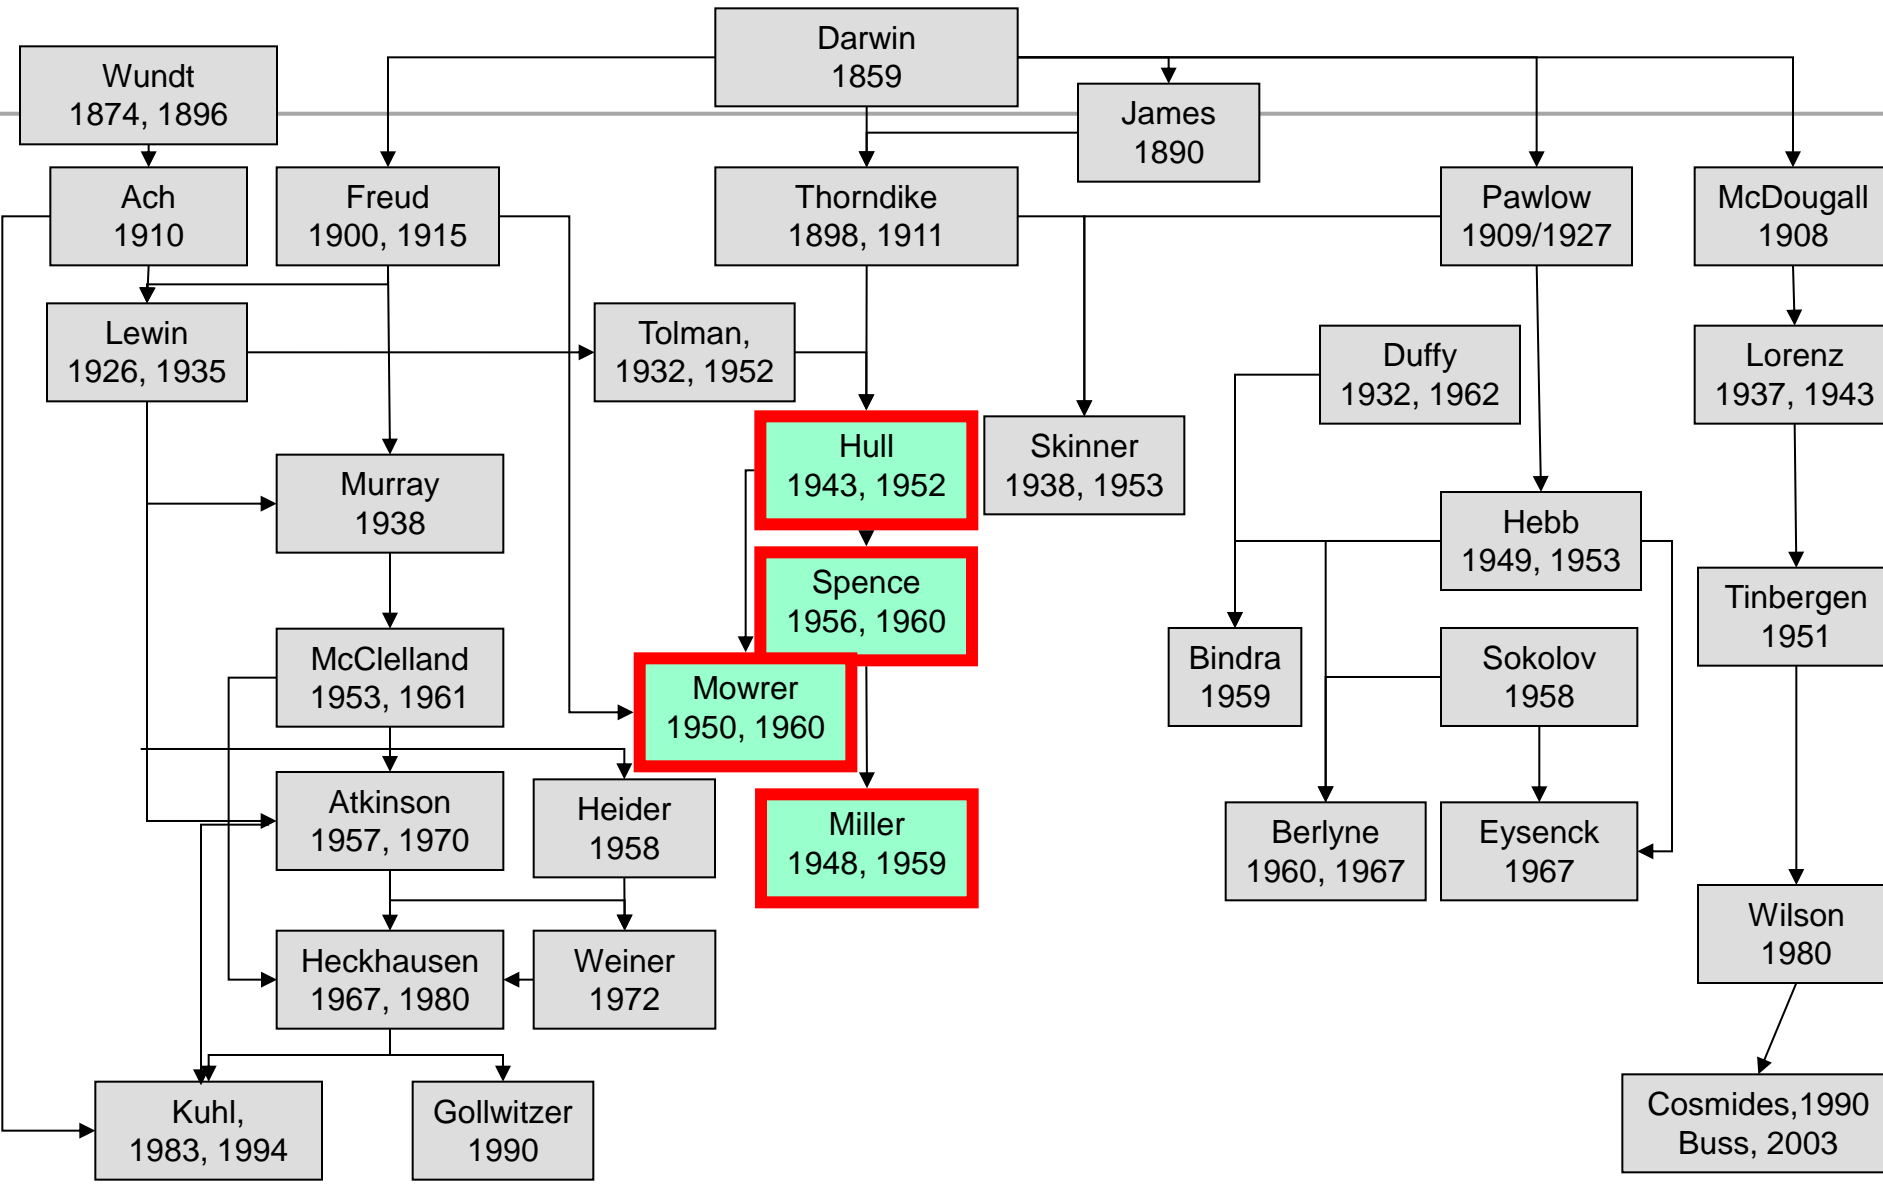 Darwin
1859
Wundt
1874, 1896
James
1890
Ach
1910
Freud
1900, 1915
Thorndike
1898, 1911
Pawlow
1909/1927
McDougall
1908
Lewin
1926, 1935
Tolman,
1932, 1952
Duffy
1932, 1962
Lorenz
1937, 1943
Hull
1943, 1952
Skinner
1938, 1953
Murray
1938
Hebb
1949, 1953
Spence
1956, 1960
Tinbergen
1951
McClelland
1953, 1961
Mowrer
1950, 1960
Bindra
1959
Sokolov
1958
Atkinson
1957, 1970
Heider
1958
Miller
1948, 1959
Berlyne
1960, 1967
Eysenck
1967
Wilson
1980
Heckhausen
1967, 1980
Weiner
1972
Kuhl,
1983, 1994
Gollwitzer
1990
Cosmides,1990
Buss, 2003